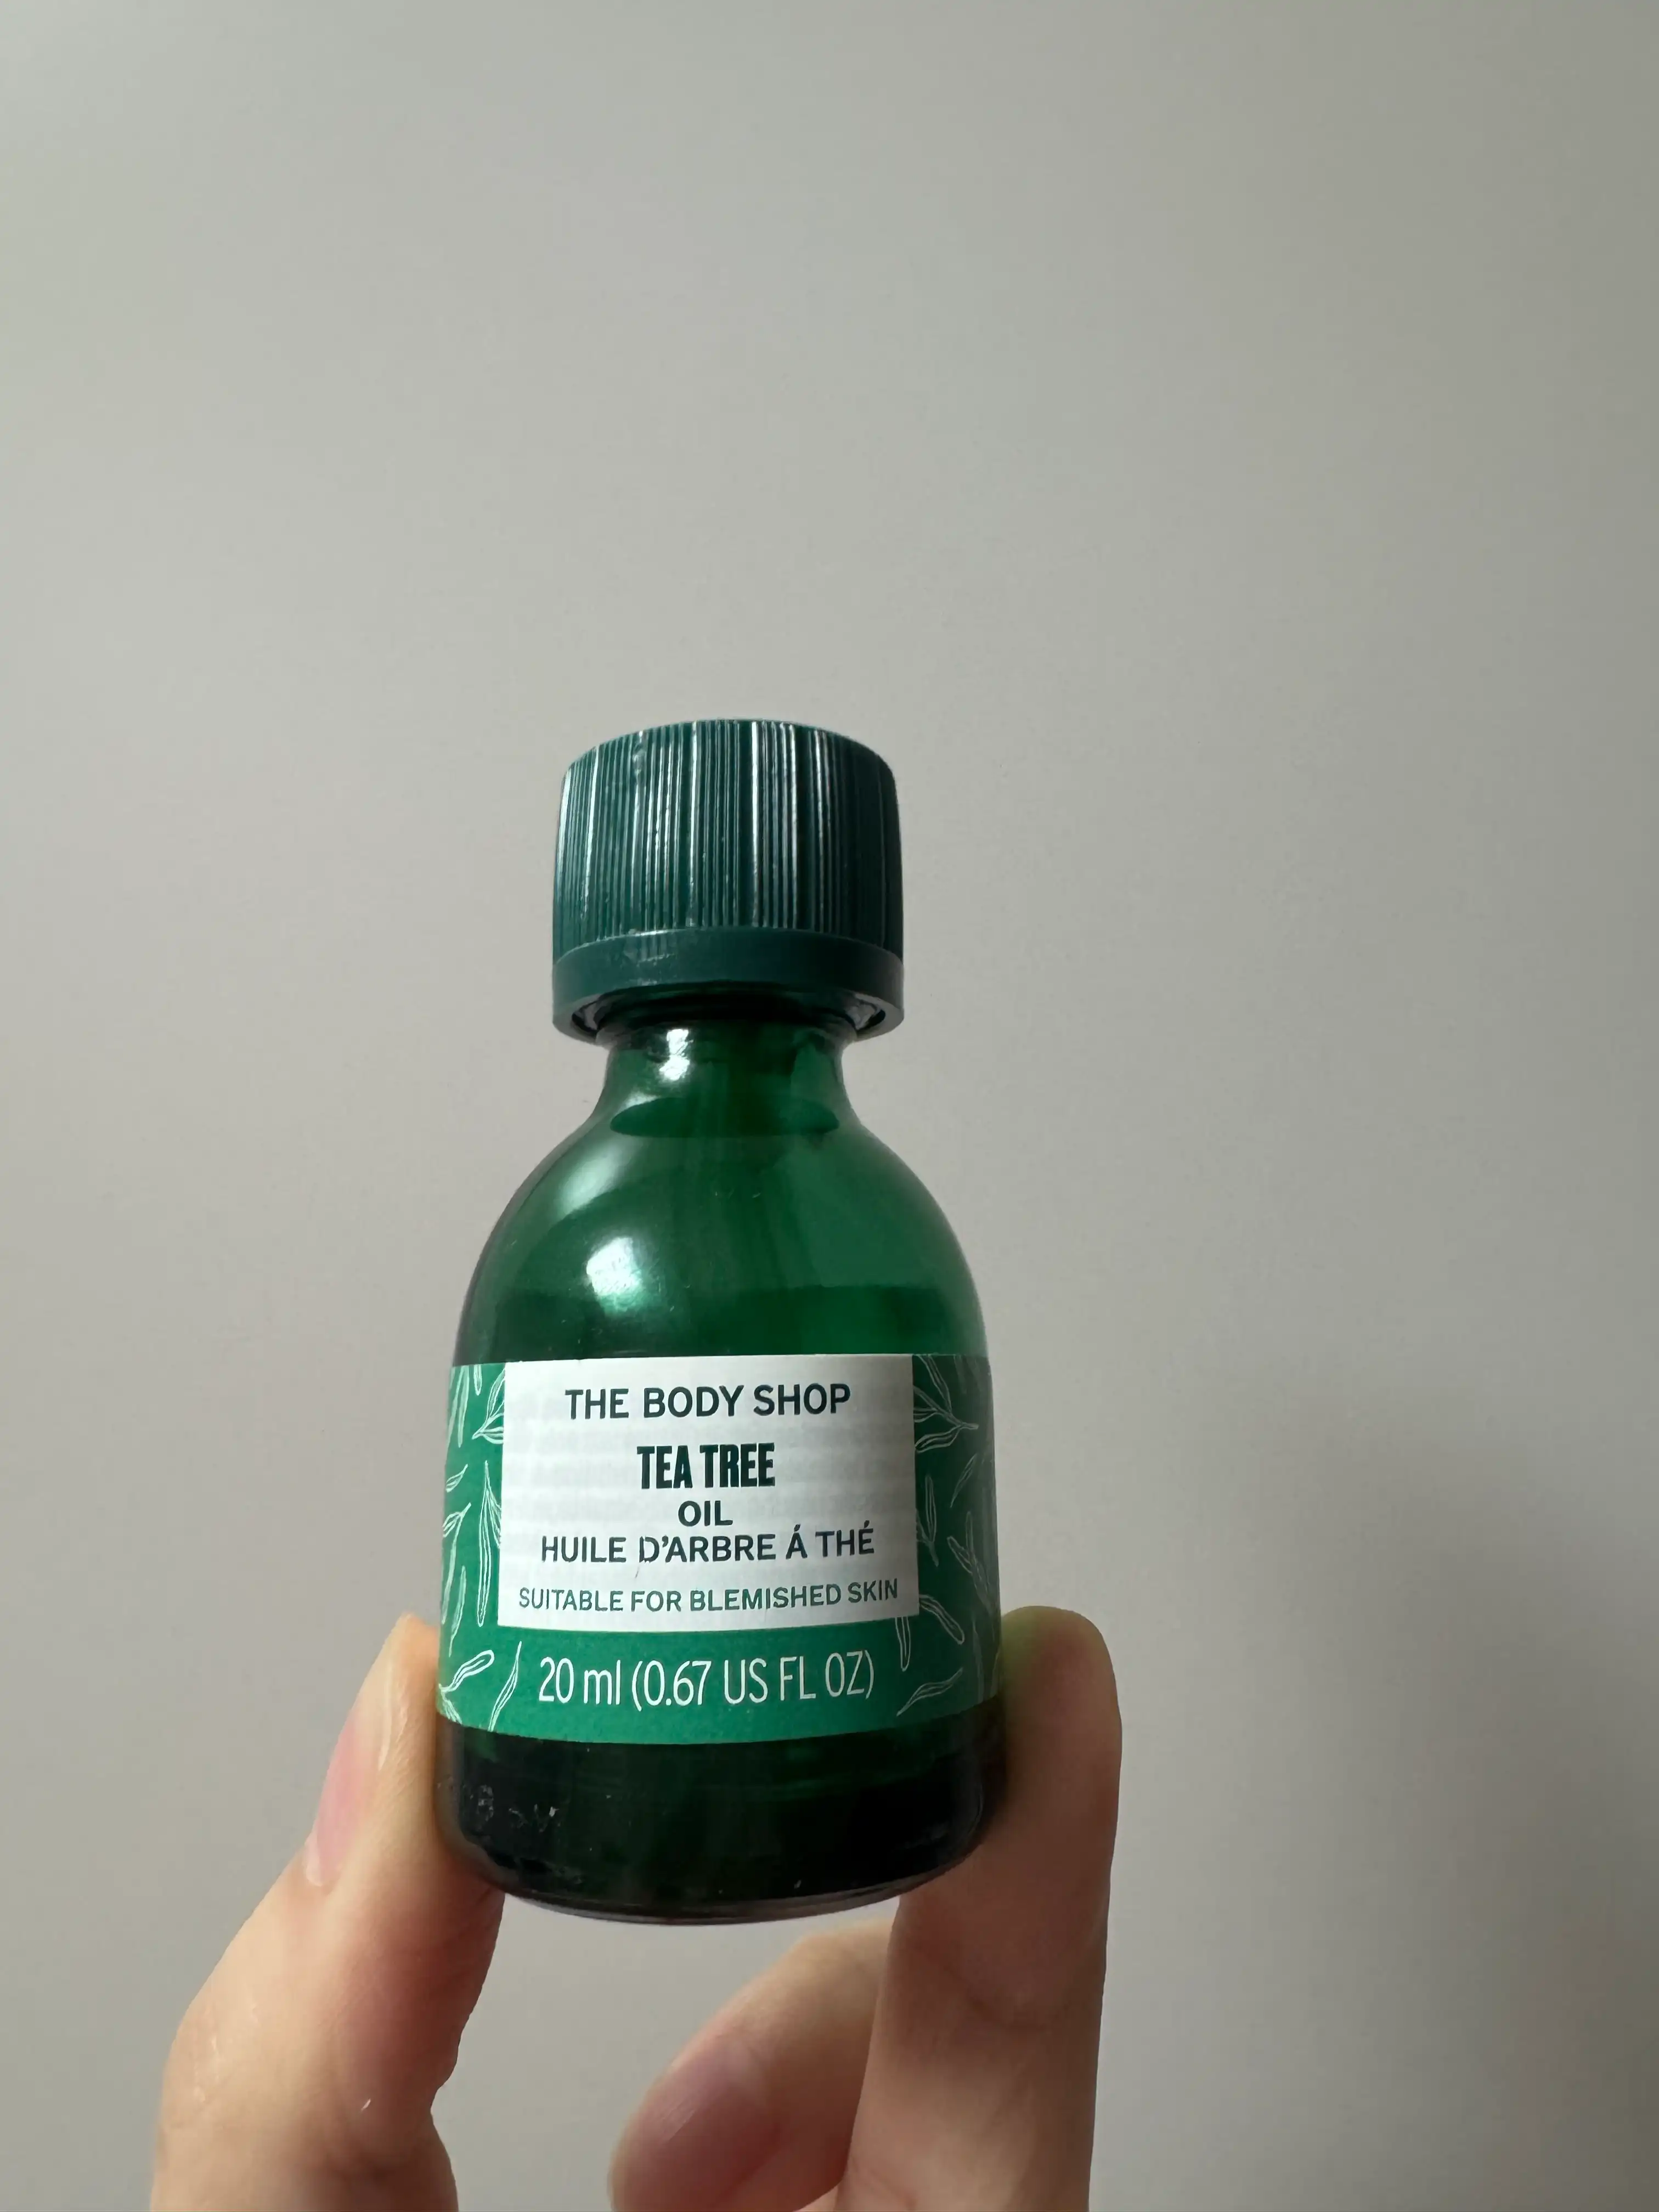 THE BODY SHOP
TEA TREE
OIL
HUILE D'ARBRE Á THÉ
SUITABLE FOR BLEMISHED SKIN
20 ml (0.67 US FL OZ)